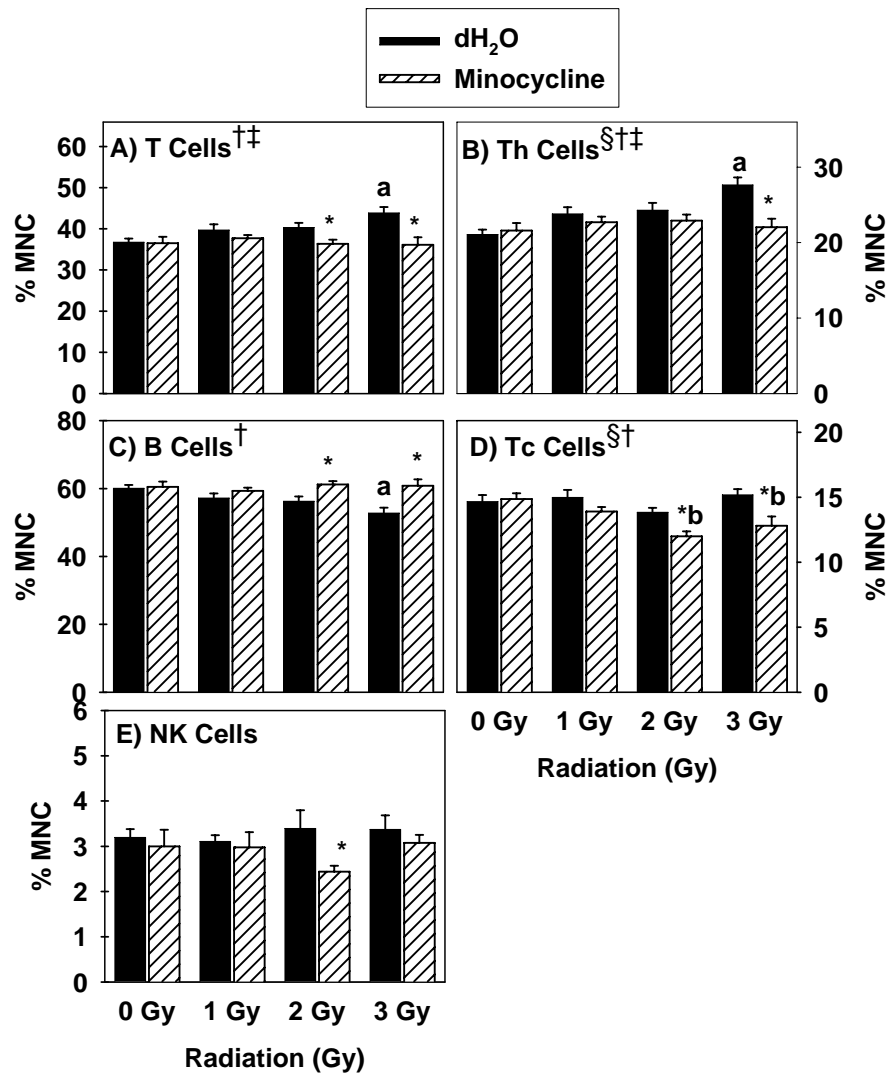 dH₂O
Minocycline
A) T Cells†‡
60
50
40
30
20
10
0
% MNC
a
*
*
B) Th Cells§†‡
30
20
10
0
% MNC
a
*
C) B Cells†
80
60
40
20
0
% MNC
*
a
*
D) Tc Cells§†
20
15
10
5
0
% MNC
*b
*b
0 Gy 1 Gy 2 Gy 3 Gy
Radiation (Gy)
E) NK Cells
6
5
4
3
2
1
0
% MNC
*
0 Gy 1 Gy 2 Gy 3 Gy
Radiation (Gy)